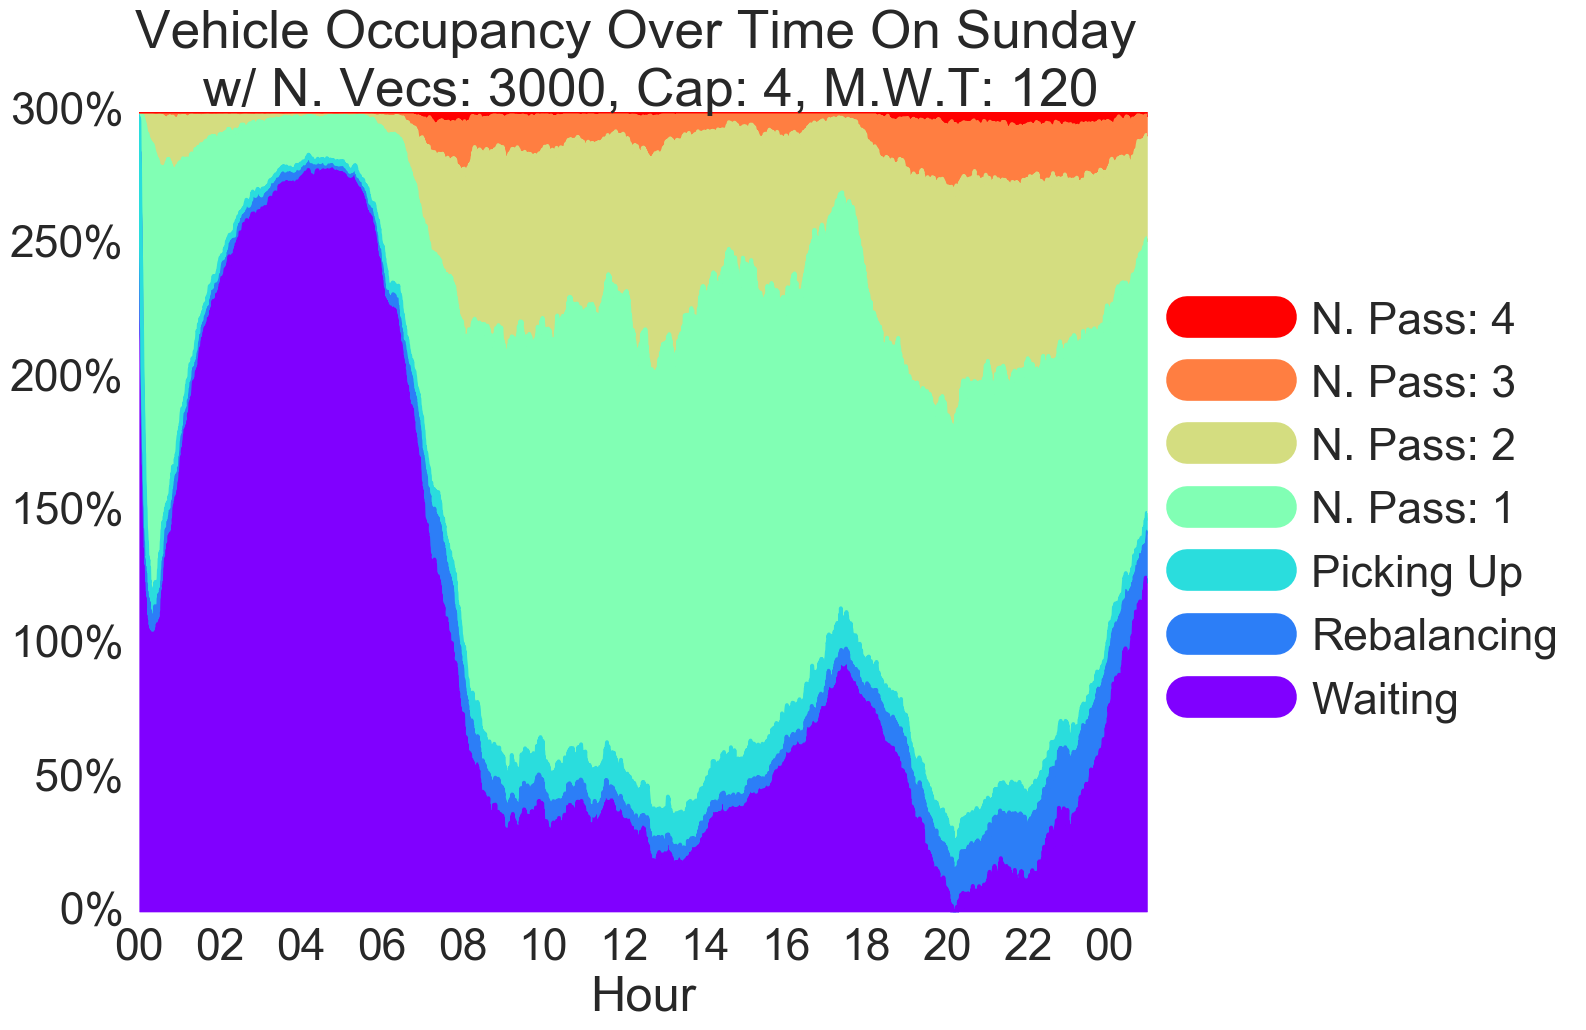 Vehicle Occupancy Over Time On Sunday
w/ N. Vecs: 3000, Cap: 4, M.W.T: 120
300%
250%
200%
150%
100%
50%
0%
00 02 04 06 08 10 12 14 16 18 20 22 00
Hour
N. Pass: 4
N. Pass: 3
N. Pass: 2
N. Pass: 1
Picking Up
Rebalancing
Waiting